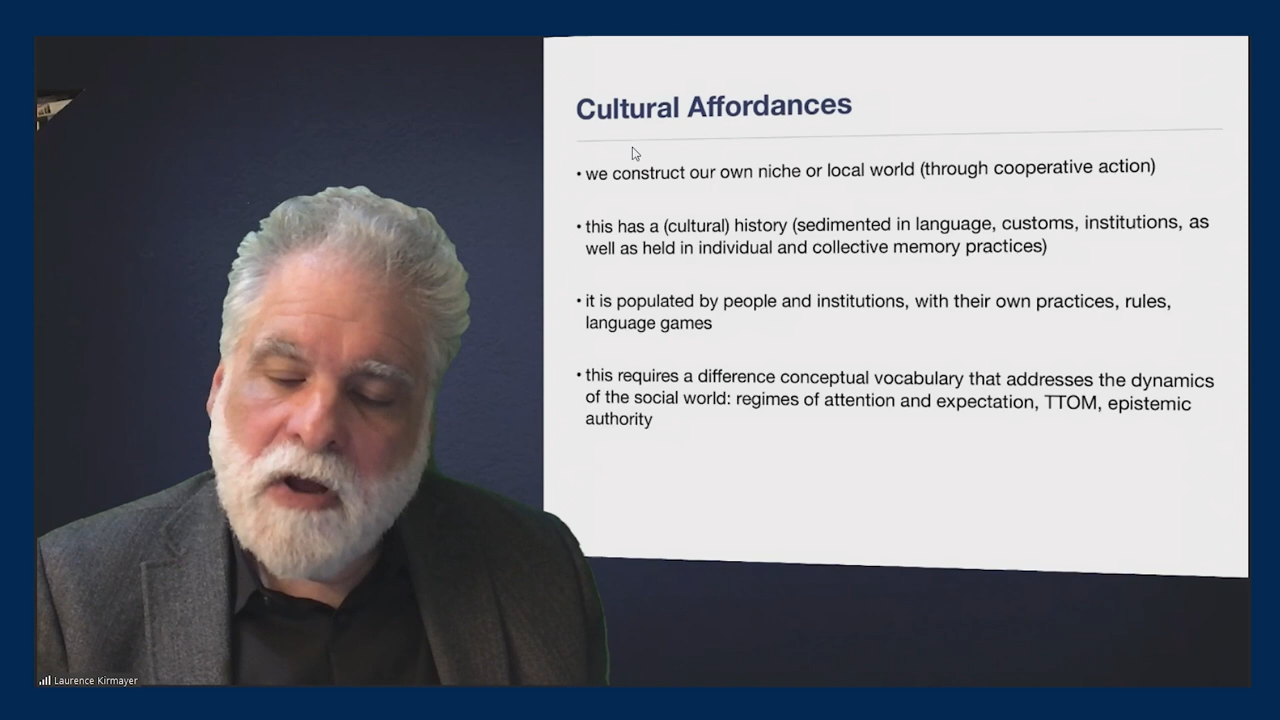 Cultural Affordances
• we construct our own niche or local world (through cooperative action)
• this has a (cultural) history (sedimented in language, customs, institutions, as
well as held in individual and collective memory practices)
• it is populated by people and institutions, with their own practices, rules,
language games
• this requires a difference conceptual vocabulary that addresses the dynamics
of the social world: regimes of attention and expectation, TTOM, epistemic
authority
Laurence Kirmayer